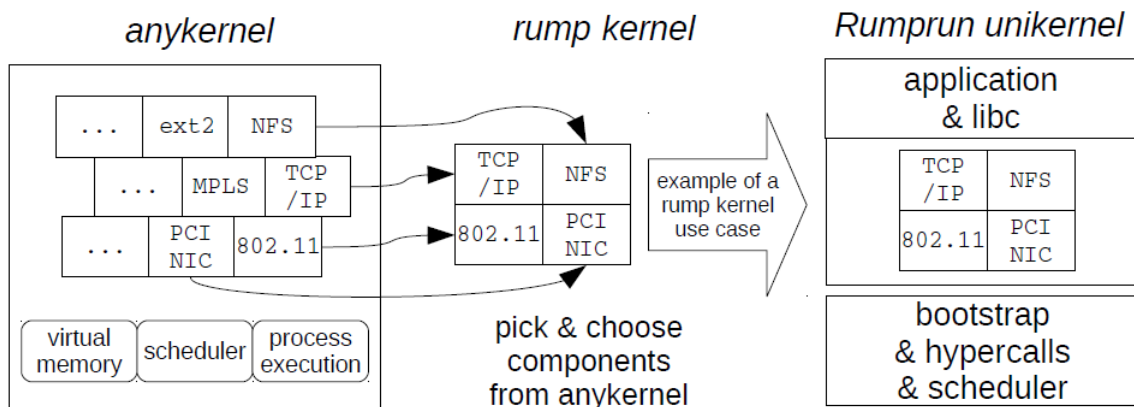 anykernel
... ext2 NFS
... MPLS TCP
/IP
... PCI
NIC 802.11
virtual
memory
scheduler
process
execution
rump kernel
TCP
/IP
NFS
802.11
PCI
NIC
pick & choose
components
from anykernel
example of a
rump kernel
use case
Rumprun unikernel
application
& libc
TCP
/IP
NFS
802.11
PCI
NIC
bootstrap
& hypercalls
& scheduler